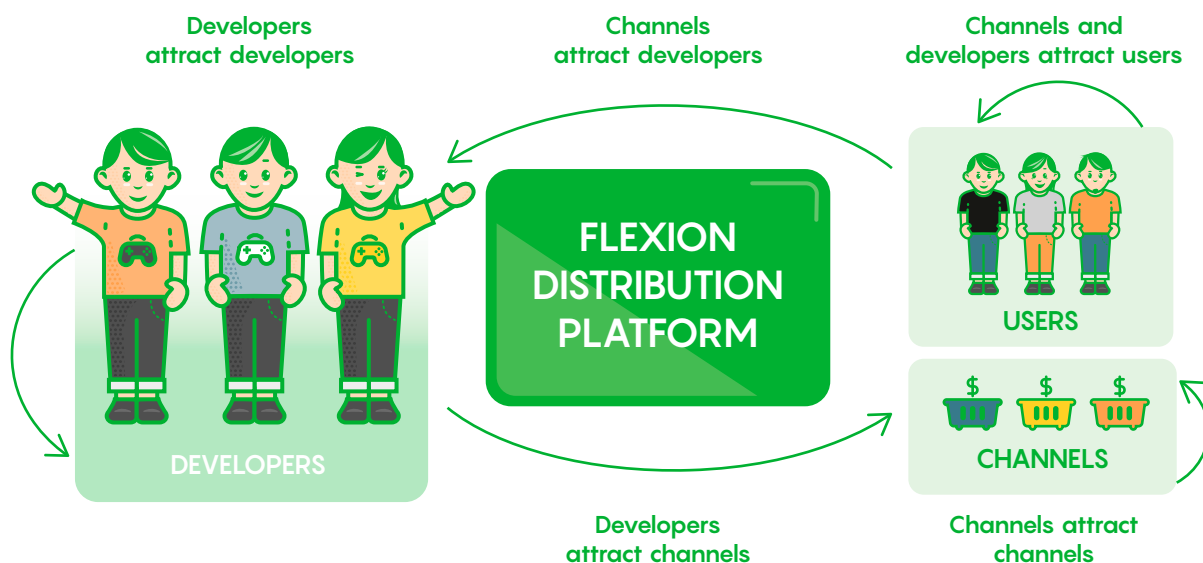 Developers
attract developers
Channels
attract developers
Channels and
developers attract users
FLEXION
DISTRIBUTION
PLATFORM
USERS
$ $ $
DEVELOPERS
CHANNELS
Developers
attract channels
Channels attract
channels